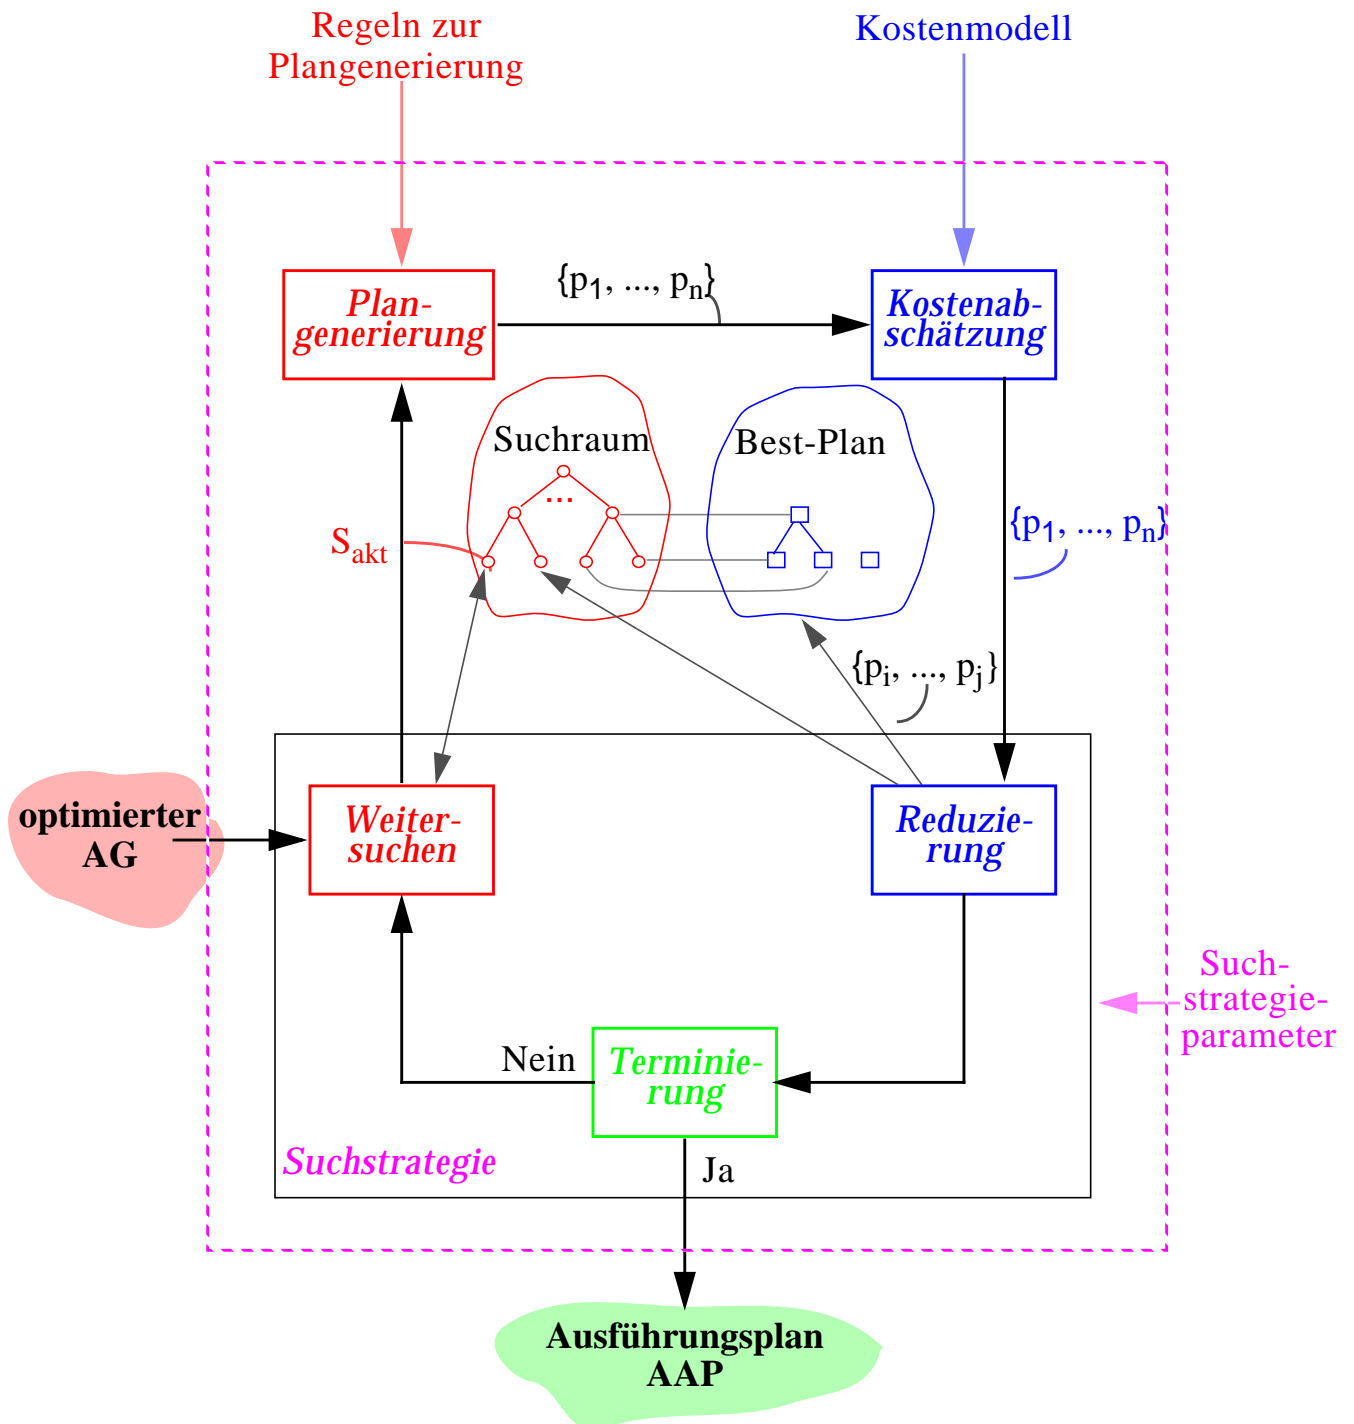 Regeln zur
Plangenerierung
Kostenmodell
Plan-
generierung
{p1, ..., pn}
Kostenab-
schätzung
Suchraum
...
Best-Plan
Sakt
{p1, ..., pn}
{pi, ..., pj}
optimierter
AG
Weiter-
suchen
Reduzie-
rung
Such-
strategie-
parameter
Nein
Terminie-
rung
Suchstrategie
Ja
Ausführungsplan
AAP